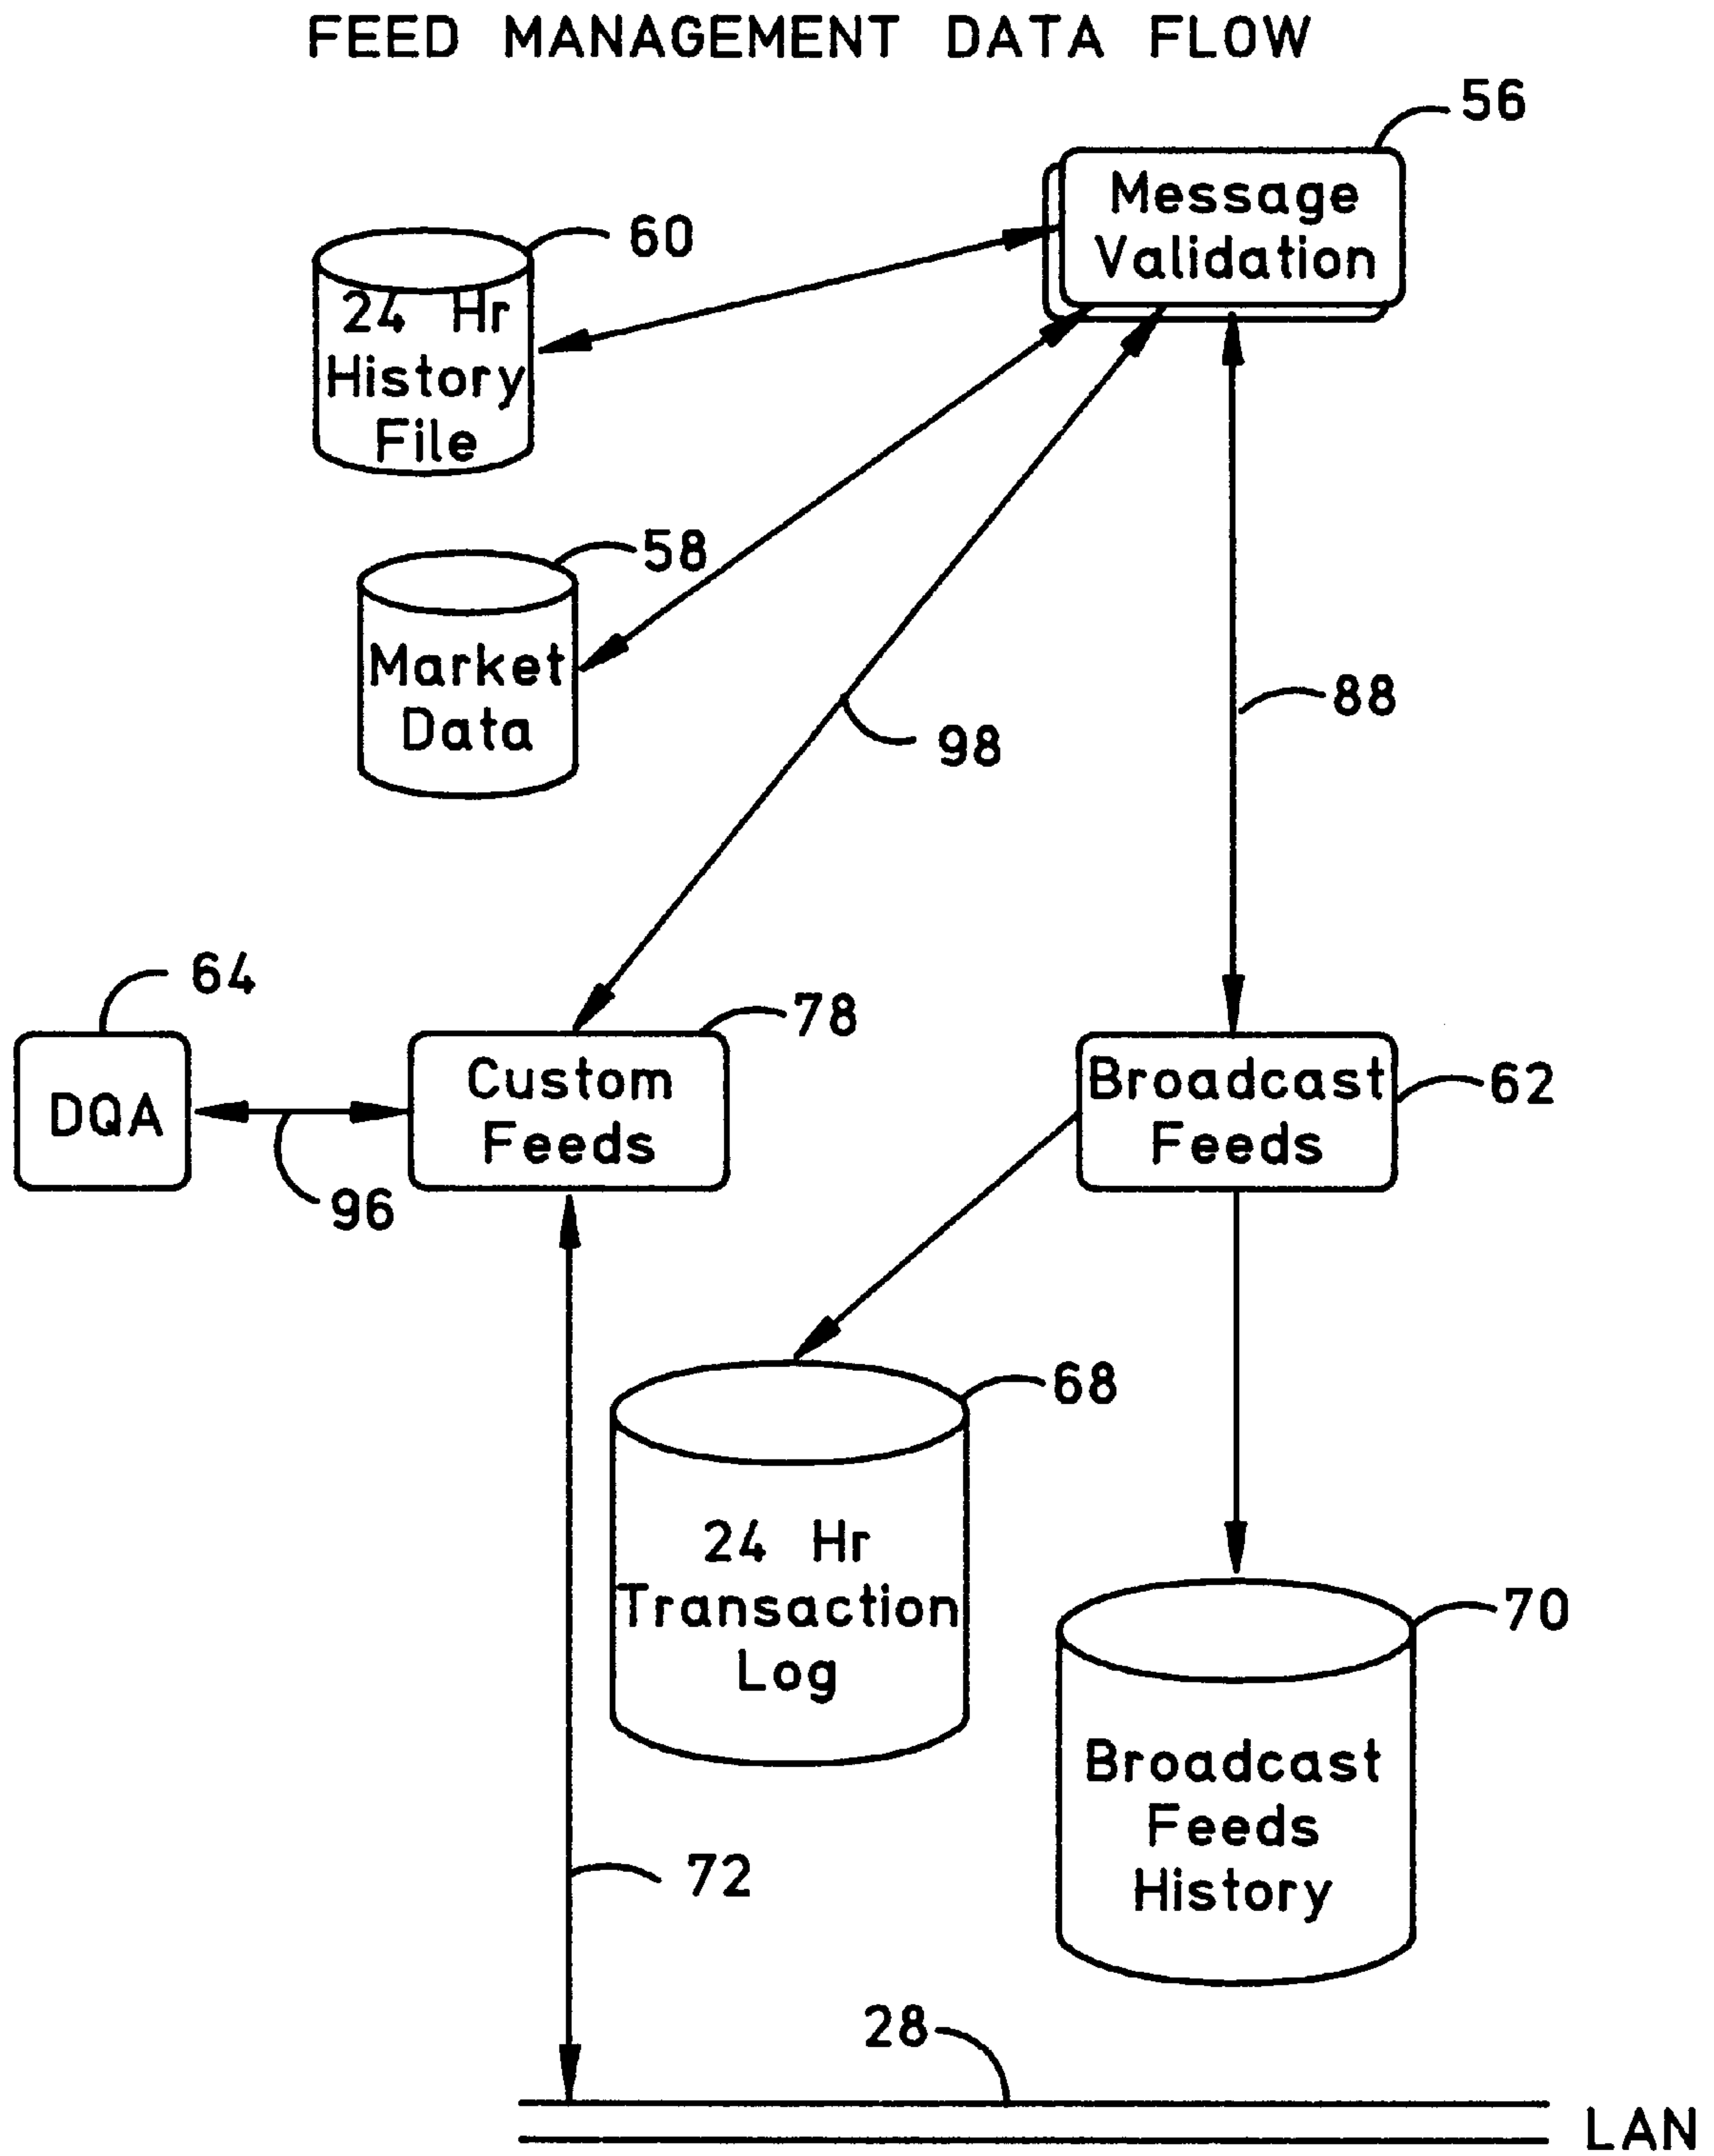 FEED MANAGEMENT DATA FLOW
56
Message
Validation
60
24 Hr
History
File
58
Market
Data
88
98
64
DQA
96
78
Custom
Feeds
Broadcast
Feeds
62
68
24 Hr
Transaction
Log
70
Broadcast
Feeds
History
72
28
LAN